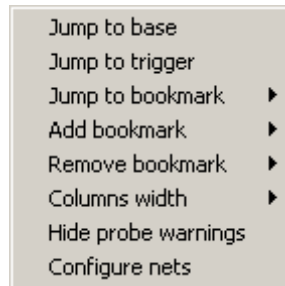 Jump to base
Jump to trigger
Jump to bookmark
Add bookmark
Remove bookmark
Columns width
Hide probe warnings
Configure nets